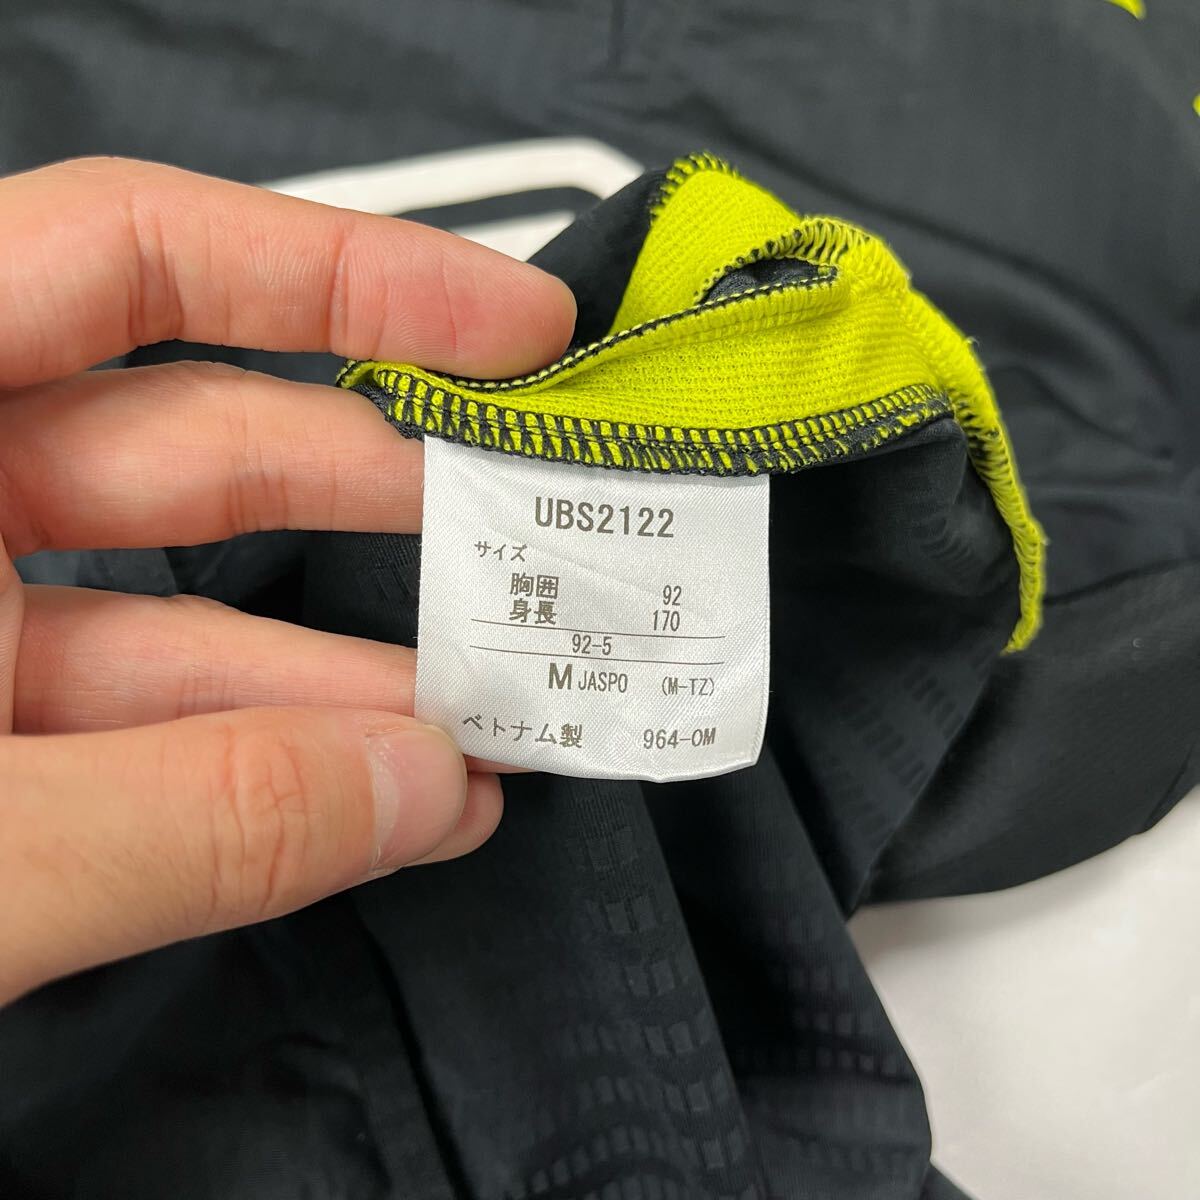 UBS2122
サイズ
胸囲 92
身長 170
92-5
M JASPO (M-TZ)
ベトナム製 964-OM